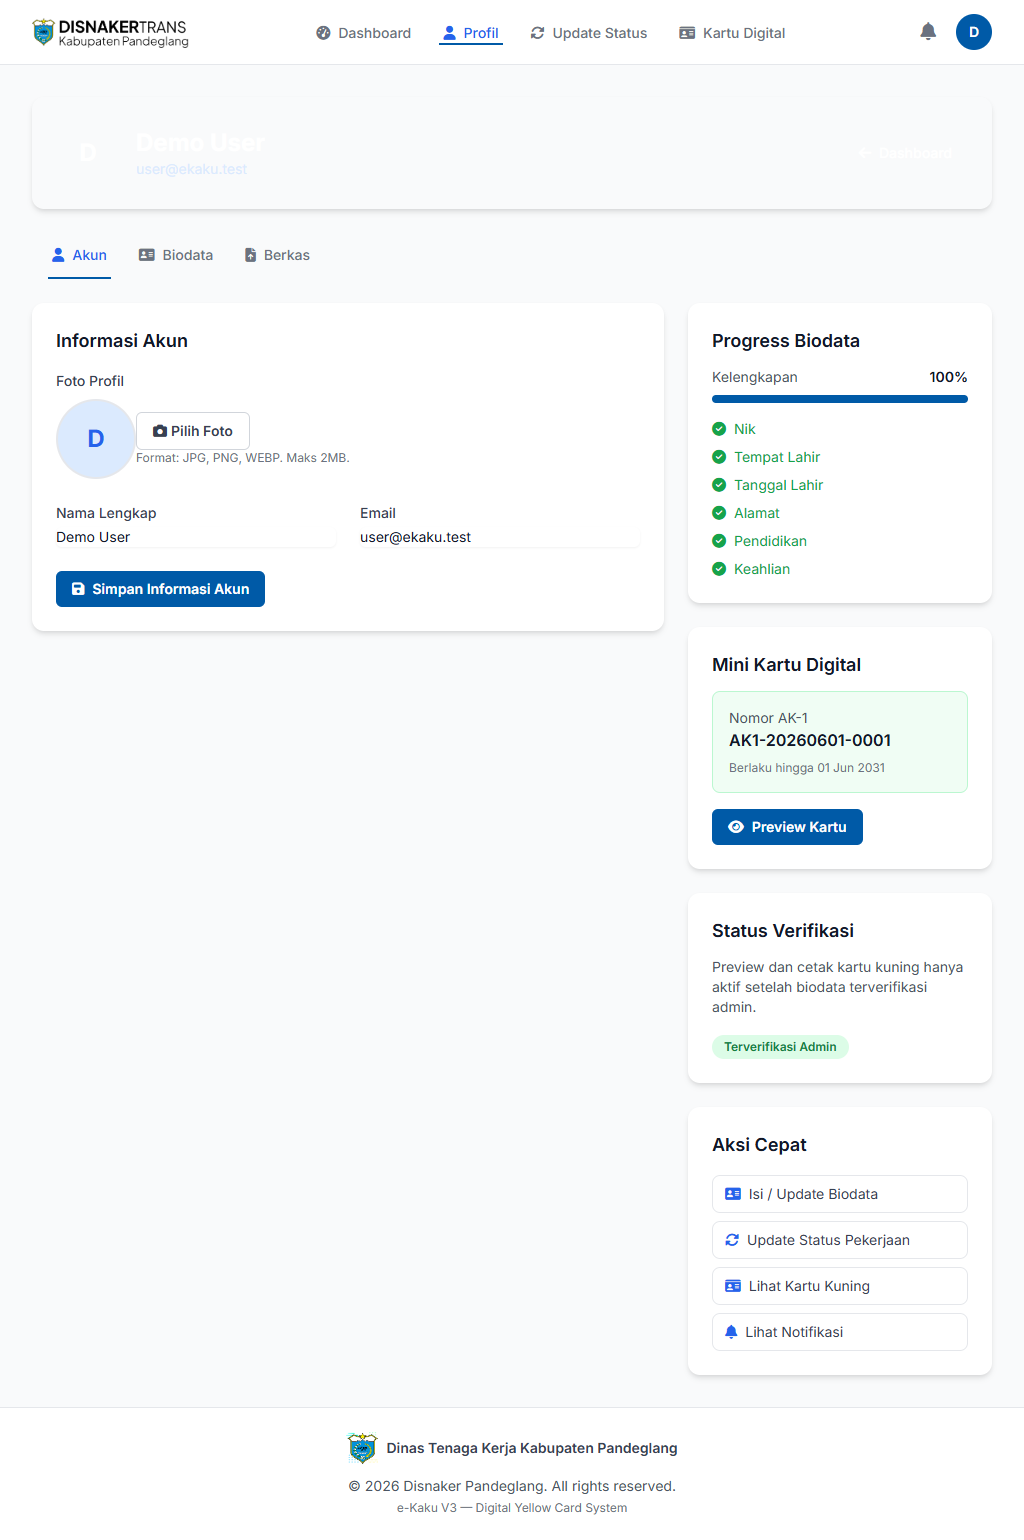 DISNAKERTRANS
Kabupaten Pandeglang
Dashboard
Profil
Update Status
Kartu Digital
D
D
Demo User
user@ekaku.test
← Dashboard
Akun
Biodata
Berkas
Informasi Akun
Foto Profil
D
Pilih Foto
Format: JPG, PNG, WEBP. Maks 2MB.
Nama Lengkap
Demo User
Email
user@ekaku.test
Simpan Informasi Akun
Progress Biodata
Kelengkapan
100%
Nik
Tempat Lahir
Tanggal Lahir
Alamat
Pendidikan
Keahlian
Mini Kartu Digital
Nomor AK-1
AK1-20260601-0001
Berlaku hingga 01 Jun 2031
Preview Kartu
Status Verifikasi
Preview dan cetak kartu kuning hanya
aktif setelah biodata terverifikasi
admin.
Terverifikasi Admin
Aksi Cepat
Isi / Update Biodata
Update Status Pekerjaan
Lihat Kartu Kuning
Lihat Notifikasi
Dinas Tenaga Kerja Kabupaten Pandeglang
© 2026 Disnaker Pandeglang. All rights reserved.
e-Kaku V3 — Digital Yellow Card System